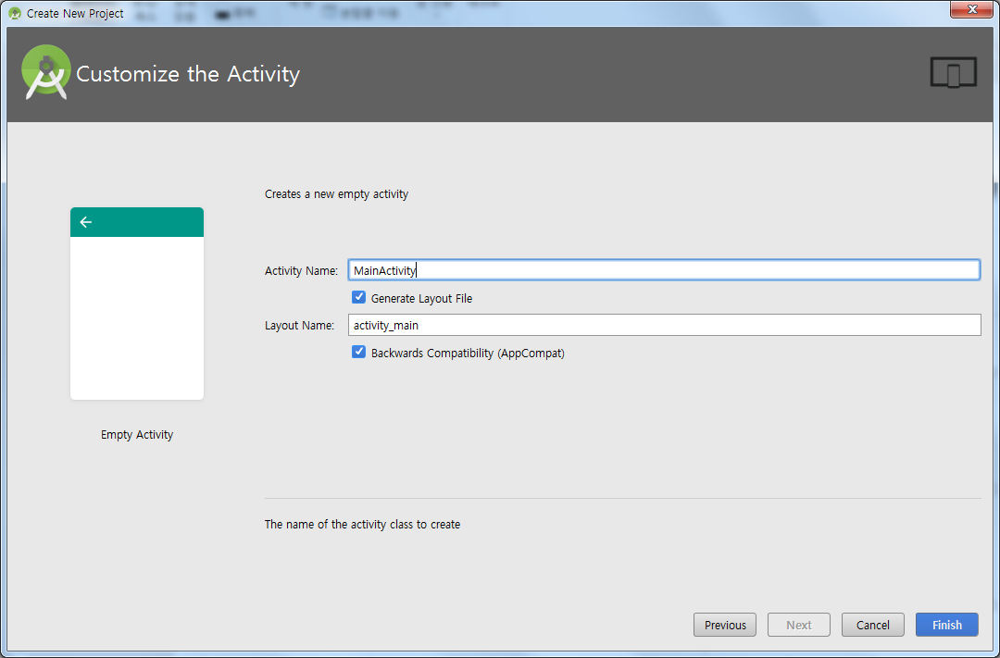 Create New Project
Customize the Activity
Creates a new empty activity
Activity Name: MainActivity
Generate Layout File
Layout Name: activity_main
Backwards Compatibility (AppCompat)
Empty Activity
The name of the activity class to create
Previous Next Cancel Finish